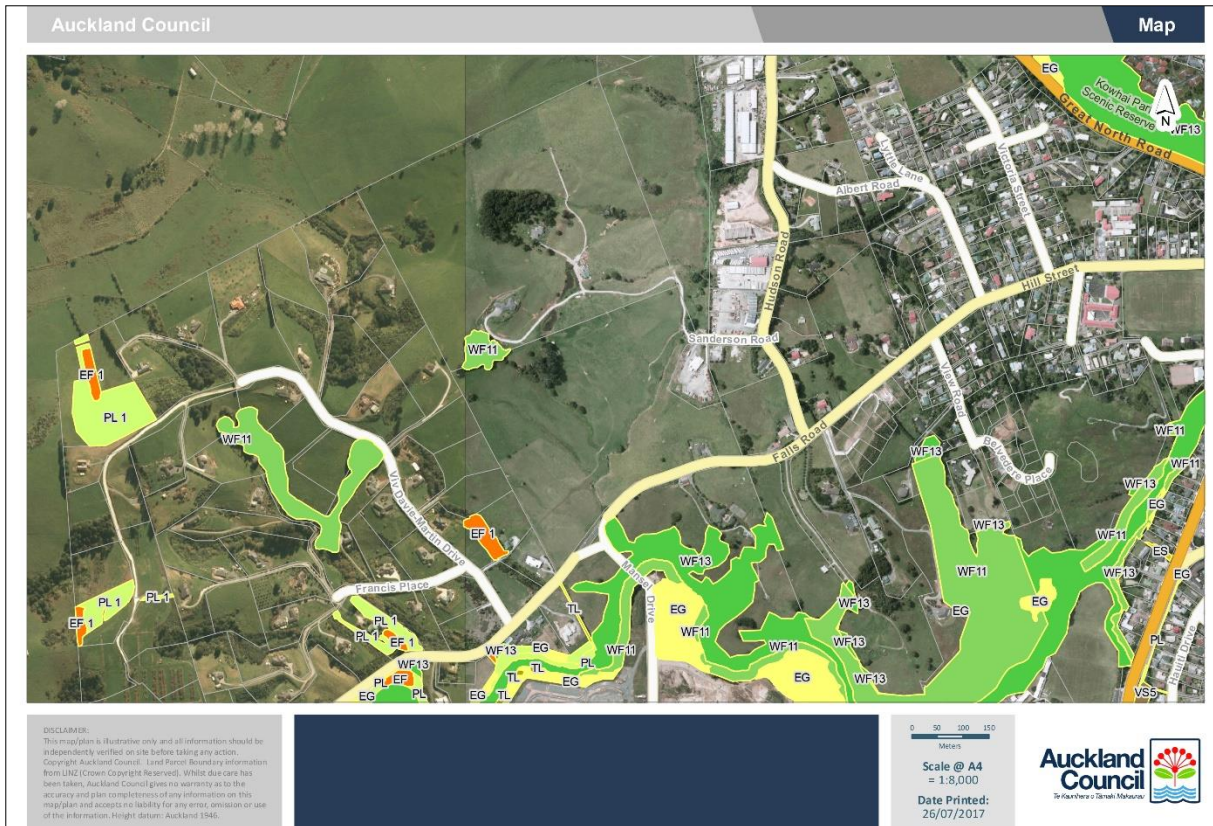 Auckland Council
Map
EG
Kowhai Park
Scenic Reserve
WF13
N
Great North Road
Lyttle Lane
Albert Road
Victoria Street
Hudson Road
Hill Street
Sanderson Road
WF11
EF 1
PL 1
WF11
View Road
Falls Road
Belvedere Place
WF13
WF11
WF11
WF13
EG
Viv Davie-Martin Drive
EF 1
WF13
WF11
ES
EG
WF13
Mansel Drive
WF13
WF11
EG
EG
WF13
Francis Place
PL 1
PL 1
EF 1
TL
EG
WF11
WF13
PL 1
PL 1
EF 1
WF13
WF13
EG
WF11
WF11
WF13
PL
Hauiti Drive
PL
EF
TL
PL
EG
EG
WF13
EG
PL
EG
TL
VS5
DISCLAIMER:
This map/plan is illustrative only and all information should be
independently verified on site before taking any action.
Copyright Auckland Council. Land Parcel Boundary information
from LINZ (Crown Copyright Reserved). Whilst due care has
been taken, Auckland Council gives no warranty as to the
accuracy and plan completeness of any information on this
map/plan and accepts no liability for any error, omission or use
of the information. Height datum: Auckland 1946.
0 50 100 150
Meters
Scale @ A4
= 1:8,000
Date Printed:
26/07/2017
Auckland
Council
Te Kaunihera o Tāmaki Makaurau